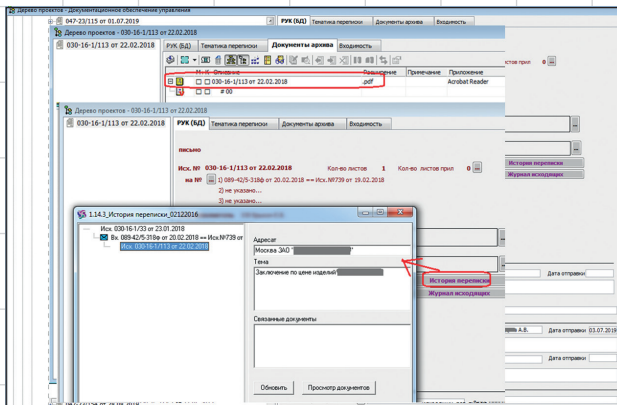 Дерево проектов - Документационное обеспечение управления
047-23/115 от 01.07.2019
РУК (БД) Тематика переписки Документы архива Входимость
Дерево проектов - 030-16-1/113 от 22.02.2018
030-16-1/113 от 22.02.2018
РУК (БД) Тематика переписки Документы архива Входимость
М К Описание Расширение Примечание Приложение
030-16-1/113 от 22.02.2018 .pdf Acrobat Reader
# 00
листов прил 0
Дерево проектов - 030-16-1/113 от 22.02.2018
030-16-1/113 от 22.02.2018
РУК (БД) Тематика переписки Документы архива Входимость
письмо
Исх. № 030-16-1/113 от 22.02.2018 Кол-во листов 1 Кол-во листов прил 0
на № 1) 089-42/5-318ф от 20.02.2018 == Исх.№739 от 19.02.2018
2) не указано...
3) не указано...
История переписки
Журнал исходящих
1.14.3_История переписки_02122016
Исх. 030-16-1/33 от 23.01.2018
Вх. 089-42/5-318ф от 20.02.2018 == Исх.№739 от
Исх. 030-16-1/113 от 22.02.2018
Адресат
Москва ЗАО "
Тема
Заключение по цене изделий/
Связанные документы
Обновить Просмотр документов
История переписки
Журнал исходящих
Дата отправки
А.В. Дата отправки 03.07.2019
Дата отправки